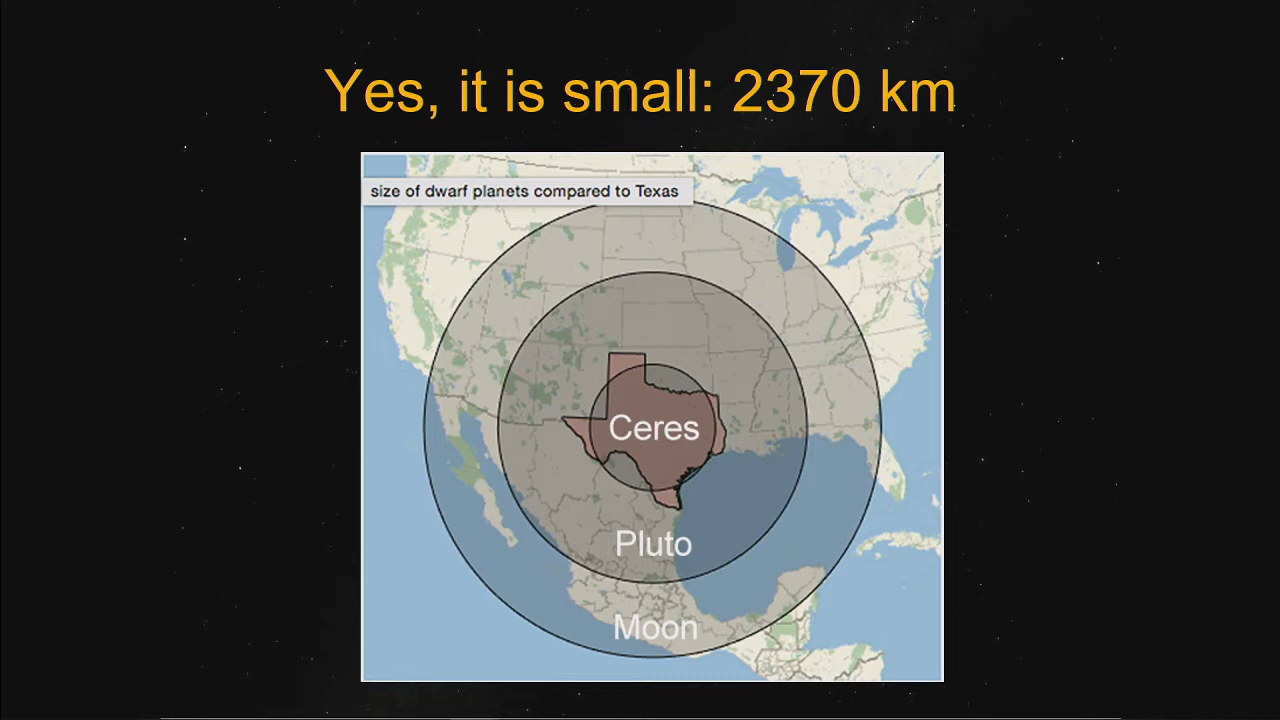 Yes, it is small: 2370 km
size of dwarf planets compared to Texas
Ceres
Pluto
Moon